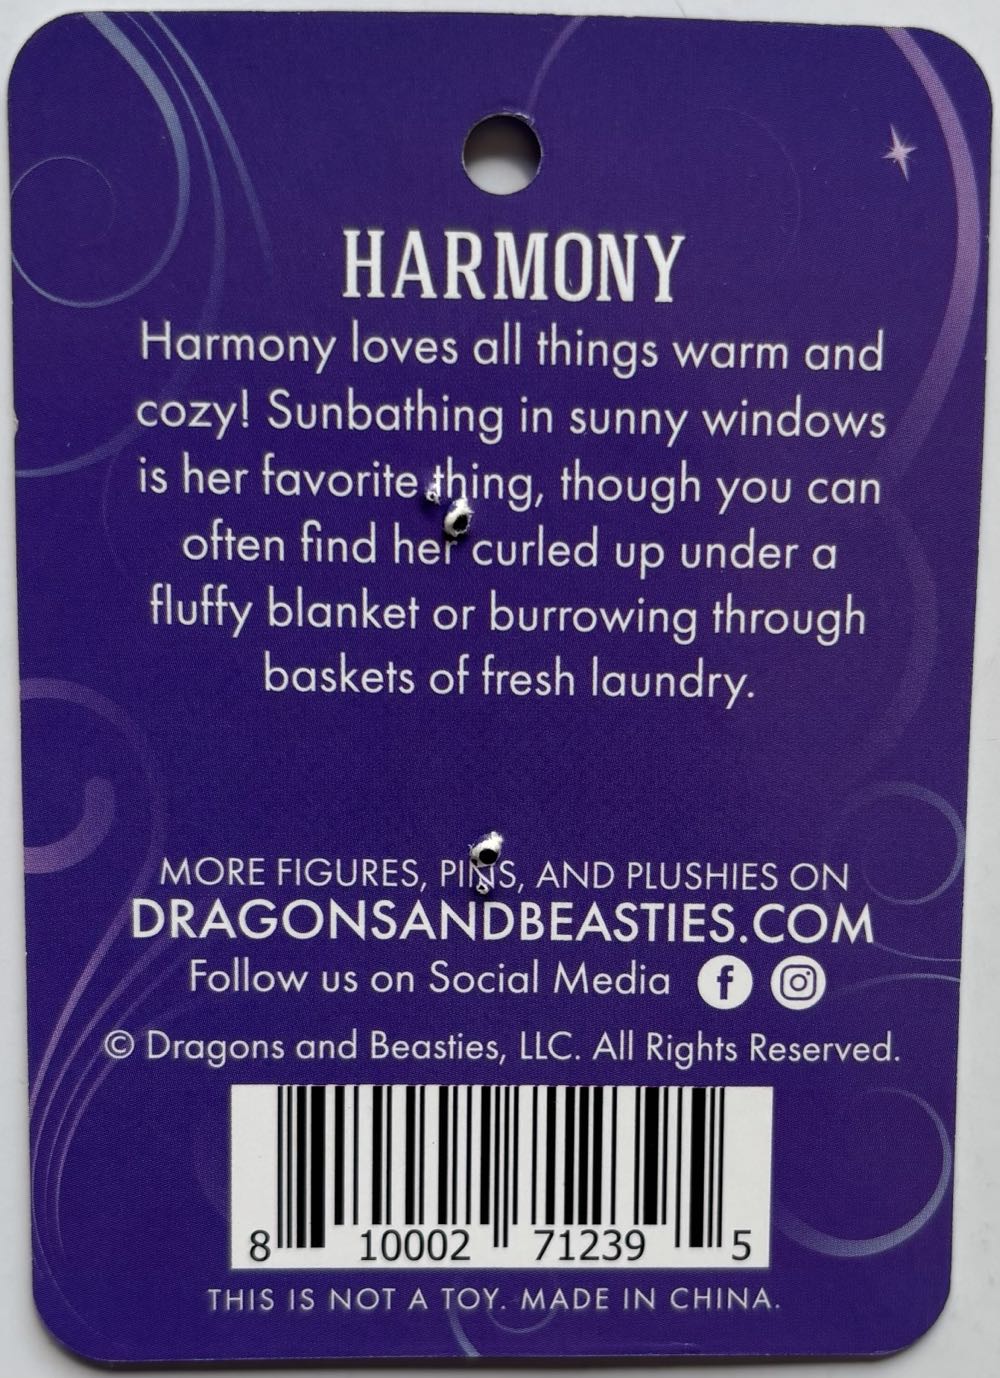 HARMONY
Harmony loves all things warm and
cozy! Sunbathing in sunny windows
is her favorite thing, though you can
often find her curled up under a
fluffy blanket or burrowing through
baskets of fresh laundry.
MORE FIGURES, PINS, AND PLUSHIES ON
DRAGONSANDBEASTIES.COM
Follow us on Social Media
© Dragons and Beasties, LLC. All Rights Reserved.
8 10002 71239 5
THIS IS NOT A TOY. MADE IN CHINA.